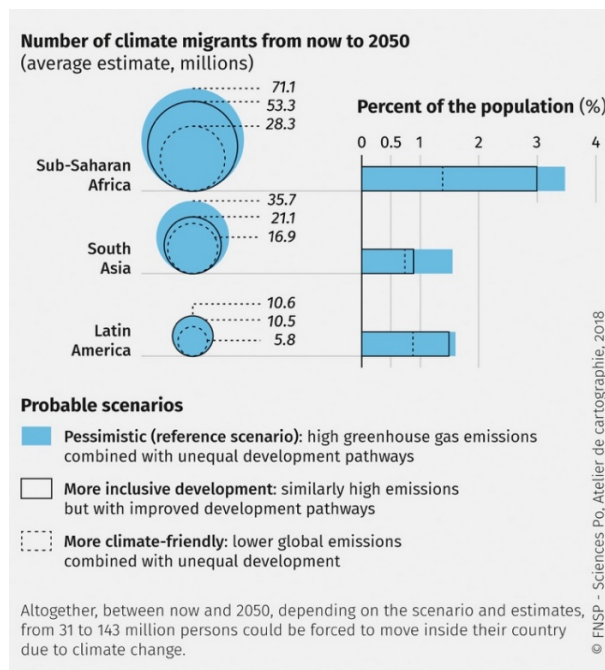 Number of climate migrants from now to 2050
(average estimate, millions)
71.1
53.3
28.3
Sub-Saharan
Africa
35.7
21.1
16.9
South
Asia
10.6
10.5
5.8
Latin
America
Percent of the population (%)
0 0.5 1 2 3 4
Probable scenarios
Pessimistic (reference scenario): high greenhouse gas emissions
combined with unequal development pathways
More inclusive development: similarly high emissions
but with improved development pathways
More climate-friendly: lower global emissions
combined with unequal development
Altogether, between now and 2050, depending on the scenario and estimates,
from 31 to 143 million persons could be forced to move inside their country
due to climate change.
© FNSP - Sciences Po, Atelier de cartographie, 2018